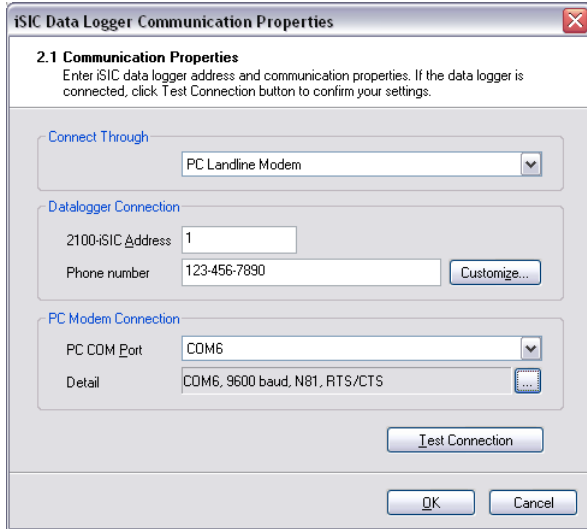 iSIC Data Logger Communication Properties
2.1 Communication Properties
Enter iSIC data logger address and communication properties. If the data logger is
connected, click Test Connection button to confirm your settings.
Connect Through
PC Landline Modem
Datalogger Connection
2100-iSIC Address 1
Phone number 123-456-7890 Customize...
PC Modem Connection
PC COM Port COM6
Detail COM6, 9600 baud, N81, RTS/CTS ...
Test Connection
OK Cancel